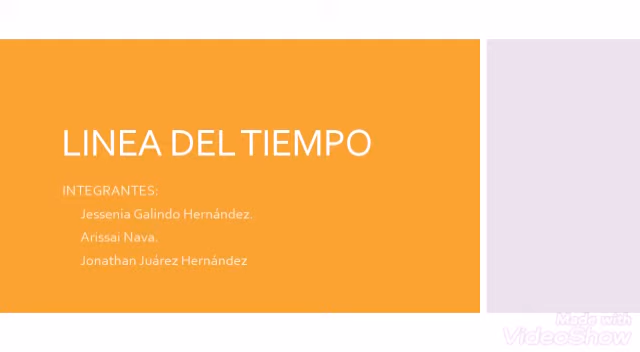 LINEA DEL TIEMPO
INTEGRANTES:
Jessenia Galindo Hernández.
Arissai Nava.
Jonathan Juárez Hernández
Made with
VideoShow